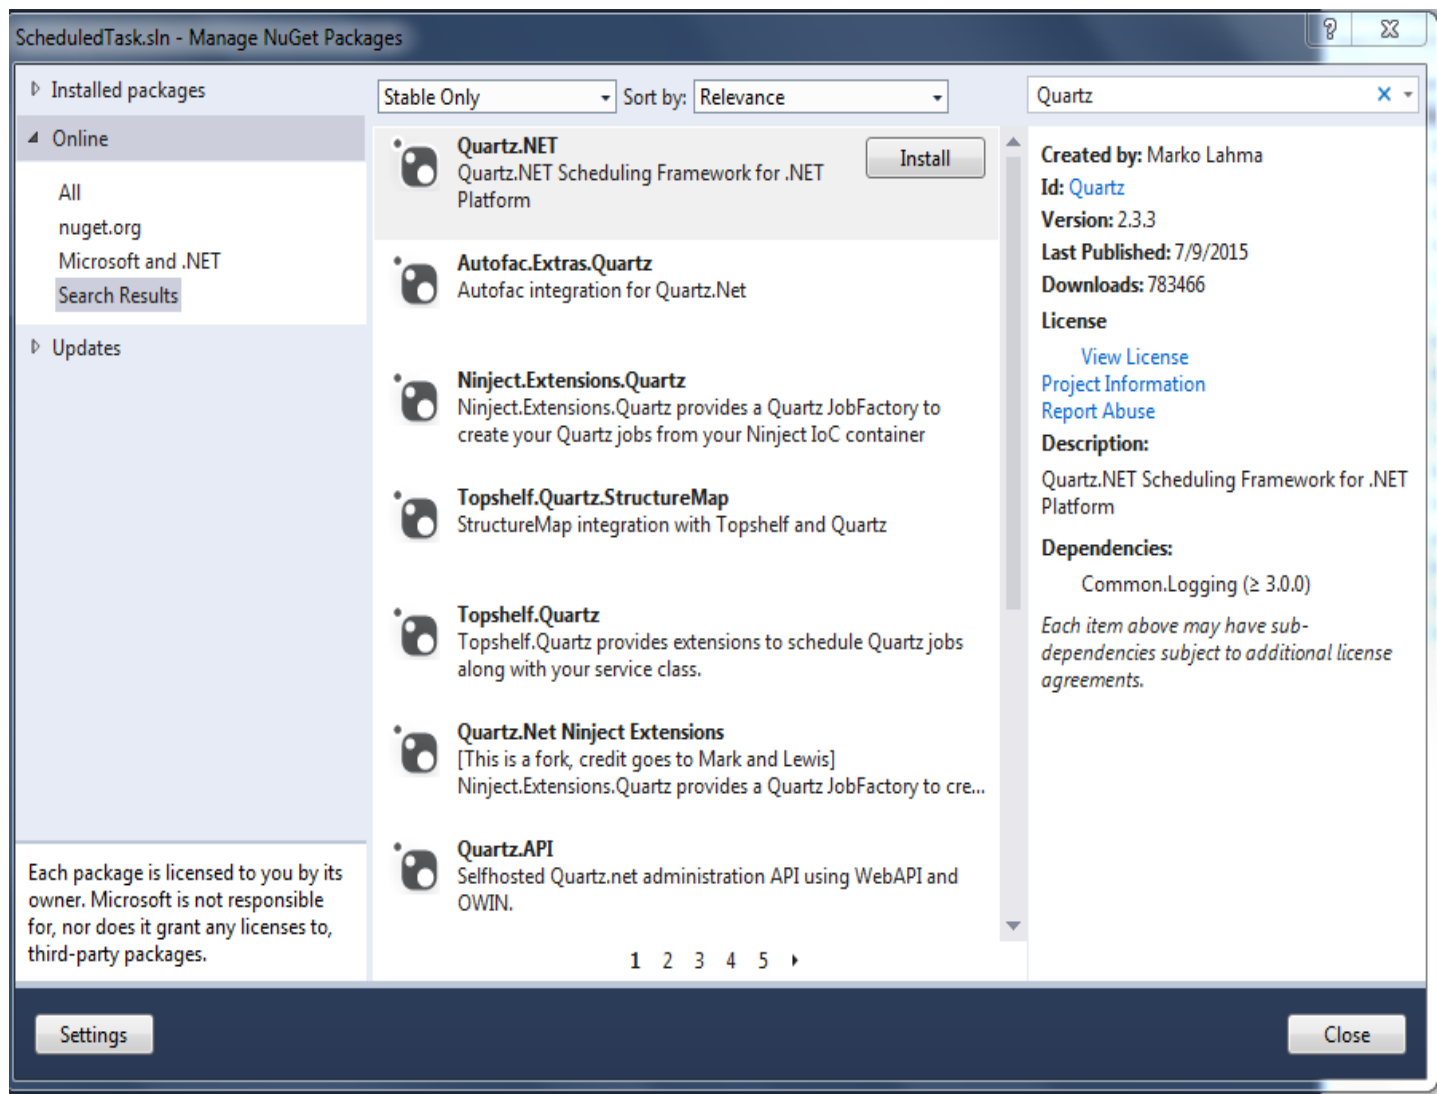 ScheduledTask.sln - Manage NuGet Packages
Installed packages
Online
All
nuget.org
Microsoft and .NET
Search Results
Updates
Each package is licensed to you by its
owner. Microsoft is not responsible
for, nor does it grant any licenses to,
third-party packages.
Stable Only
Sort by: Relevance
Quartz.NET
Quartz.NET Scheduling Framework for .NET
Platform
Install
Autofac.Extras.Quartz
Autofac integration for Quartz.Net
Ninject.Extensions.Quartz
Ninject.Extensions.Quartz provides a Quartz JobFactory to
create your Quartz jobs from your Ninject IoC container
Topshelf.Quartz.StructureMap
StructureMap integration with Topshelf and Quartz
Topshelf.Quartz
Topshelf.Quartz provides extensions to schedule Quartz jobs
along with your service class.
Quartz.Net Ninject Extensions
[This is a fork, credit goes to Mark and Lewis]
Ninject.Extensions.Quartz provides a Quartz JobFactory to cre...
Quartz.API
Selfhosted Quartz.net administration API using WebAPI and
OWIN.
1 2 3 4 5
Quartz
Created by: Marko Lahma
Id: Quartz
Version: 2.3.3
Last Published: 7/9/2015
Downloads: 783466
License
View License
Project Information
Report Abuse
Description:
Quartz.NET Scheduling Framework for .NET
Platform
Dependencies:
Common.Logging (≥ 3.0.0)
Each item above may have sub-
dependencies subject to additional license
agreements.
Settings
Close